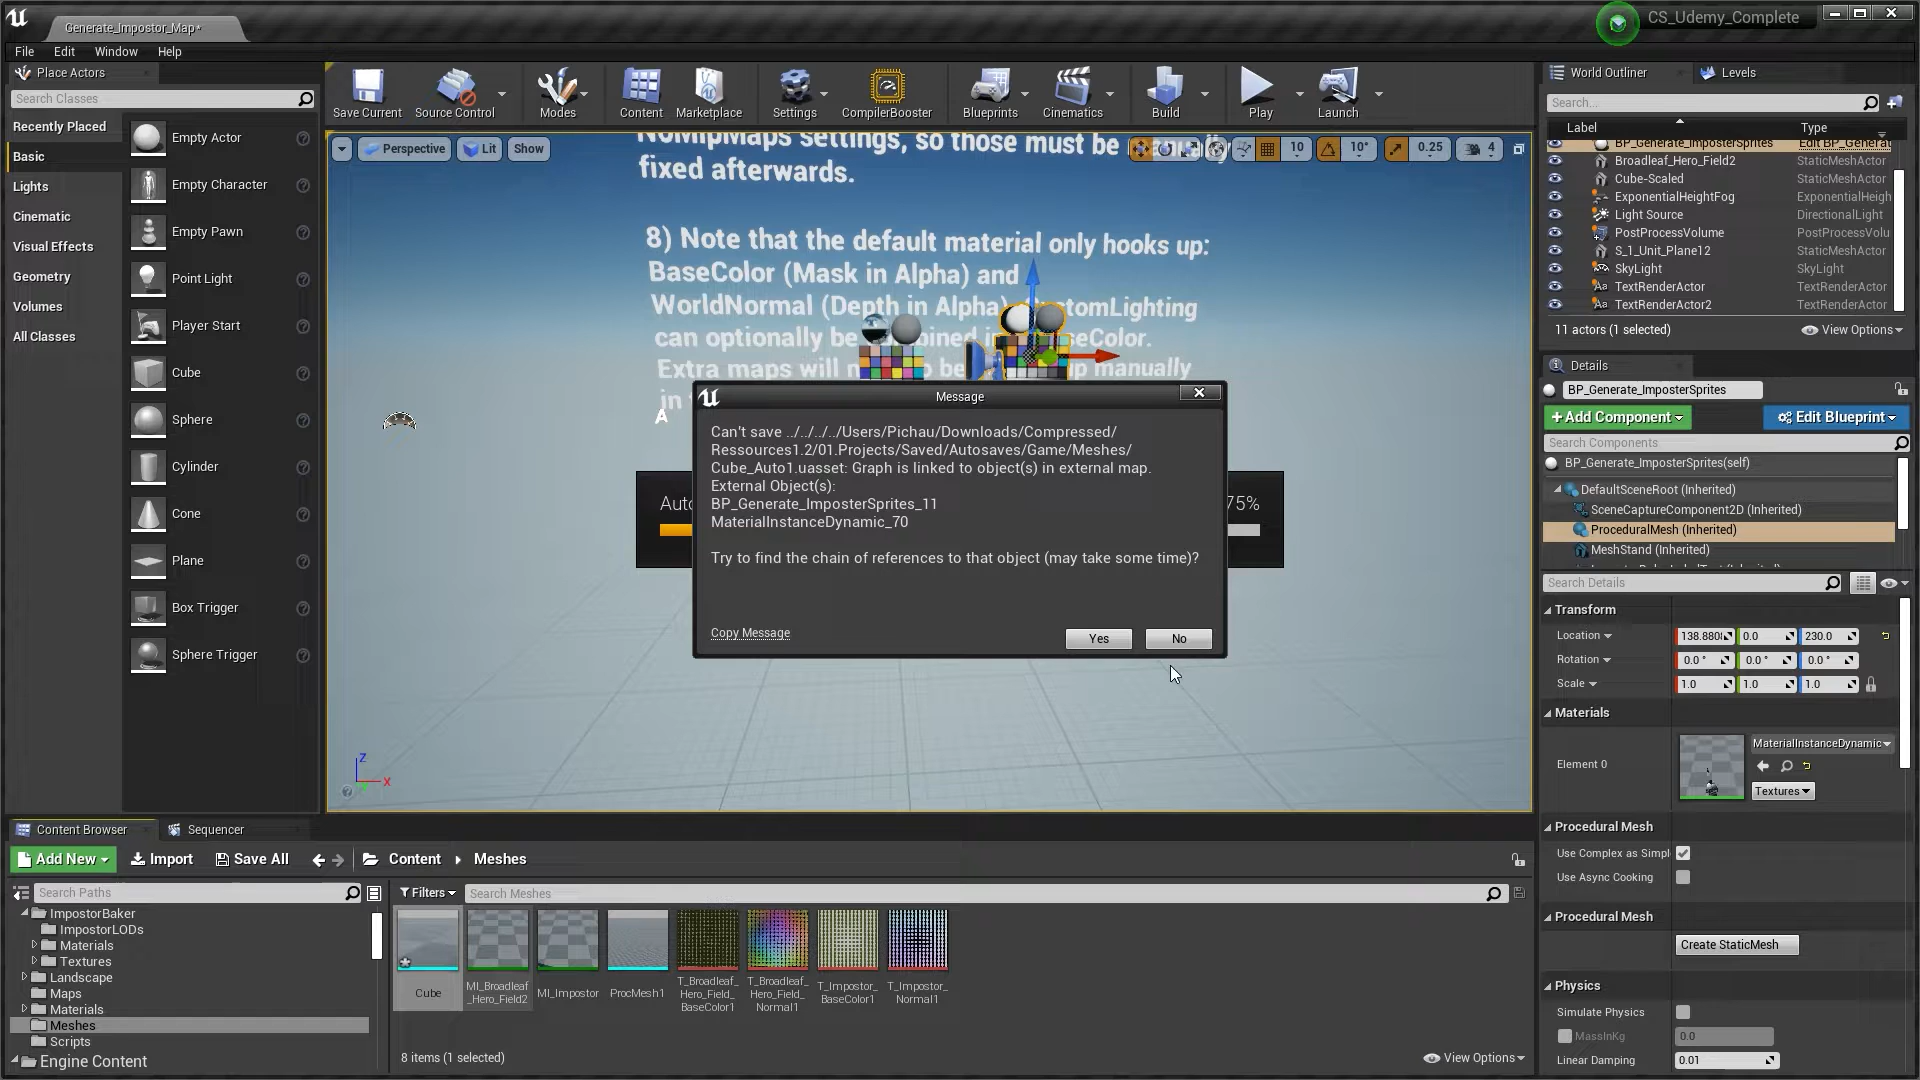 Generate_Impostor_Map*
CS_Udemy_Complete
File Edit Window Help
Place Actors
Search Classes
Recently Placed
Basic
Lights
Cinematic
Visual Effects
Geometry
Volumes
All Classes
Empty Actor
Empty Character
Empty Pawn
Point Light
Player Start
Cube
Sphere
Cylinder
Cone
Plane
Box Trigger
Sphere Trigger
Save Current
Source Control
Modes
Content
Marketplace
Settings
CompilerBooster
Blueprints
Cinematics
Build
Play
Launch
Perspective Lit Show
10 10° 0.25 4
NoMipMaps settings, so those must be
fixed afterwards.
8) Note that the default material only hooks up:
BaseColor (Mask in Alpha) and
WorldNormal (Depth in Alpha)
can optionally be
Extra maps will
manually
in
75%
Message
Can't save ../../../../Users/Pichau/Downloads/Compressed/
Ressources1.2/01.Projects/Saved/Autosaves/Game/Meshes/
Cube_Auto1.uasset: Graph is linked to object(s) in external map.
External Object(s):
BP_Generate_ImposterSprites_11
MaterialInstanceDynamic_70
Try to find the chain of references to that object (may take some time)?
Copy Message
Yes
No
Z
X
World Outliner Levels
Search...
Label Type
BP_Generate_ImposterSprites Edit BP_Generat
Broadleaf_Hero_Field2 StaticMeshActor
Cube-Scaled StaticMeshActor
ExponentialHeightFog ExponentialHeigh
Light Source DirectionalLight
PostProcessVolume PostProcessVolu
S_1_Unit_Plane12 StaticMeshActor
SkyLight SkyLight
TextRenderActor TextRenderActor
TextRenderActor2 TextRenderActor
11 actors (1 selected) View Options
Details
BP_Generate_ImposterSprites
+Add Component Edit Blueprint
Search Components
BP_Generate_ImposterSprites(self)
DefaultSceneRoot (Inherited)
SceneCaptureComponent2D (Inherited)
ProceduralMesh (Inherited)
MeshStand (Inherited)
Search Details
Transform
Location 138.880 0.0 230.0
Rotation 0.0 ° 0.0 ° 0.0 °
Scale 1.0 1.0 1.0
Materials
Element 0
MaterialInstanceDynamic
Textures
Procedural Mesh
Use Complex as Simpl
Use Async Cooking
Procedural Mesh
Create StaticMesh
Physics
Simulate Physics
MassInKg 0.0
Linear Damping 0.01
Content Browser Sequencer
Add New Import Save All Content Meshes
Search Paths
ImpostorBaker
ImpostorLODs
Materials
Textures
Landscape
Maps
Materials
Meshes
Scripts
Engine Content
Filters Search Meshes
Cube
MI_Broadleaf
_Hero_Field2
MI_Impostor
ProcMesh1
T_Broadleaf_
Hero_Field_
BaseColor1
T_Broadleaf_
Hero_Field_
Normal1
T_Impostor_
BaseColor1
T_Impostor_
Normal1
8 items (1 selected) View Options